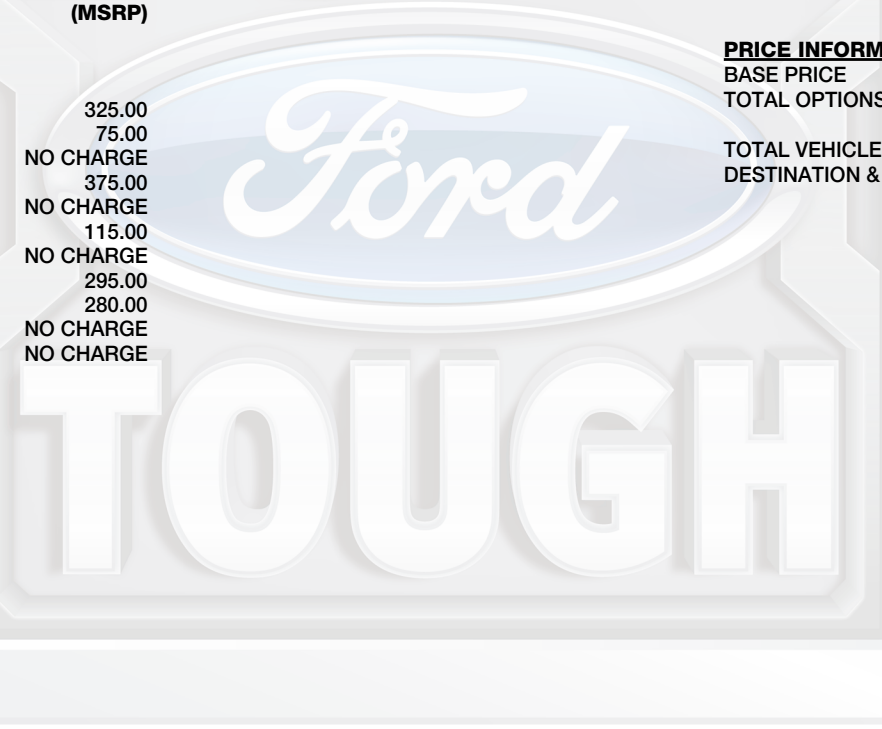 (MSRP)
325.00
75.00
NO CHARGE
375.00
NO CHARGE
115.00
NO CHARGE
295.00
280.00
NO CHARGE
NO CHARGE
PRICE INFORM
BASE PRICE
TOTAL OPTIONS
TOTAL VEHICLE
DESTINATION &
Ford
TOUGH